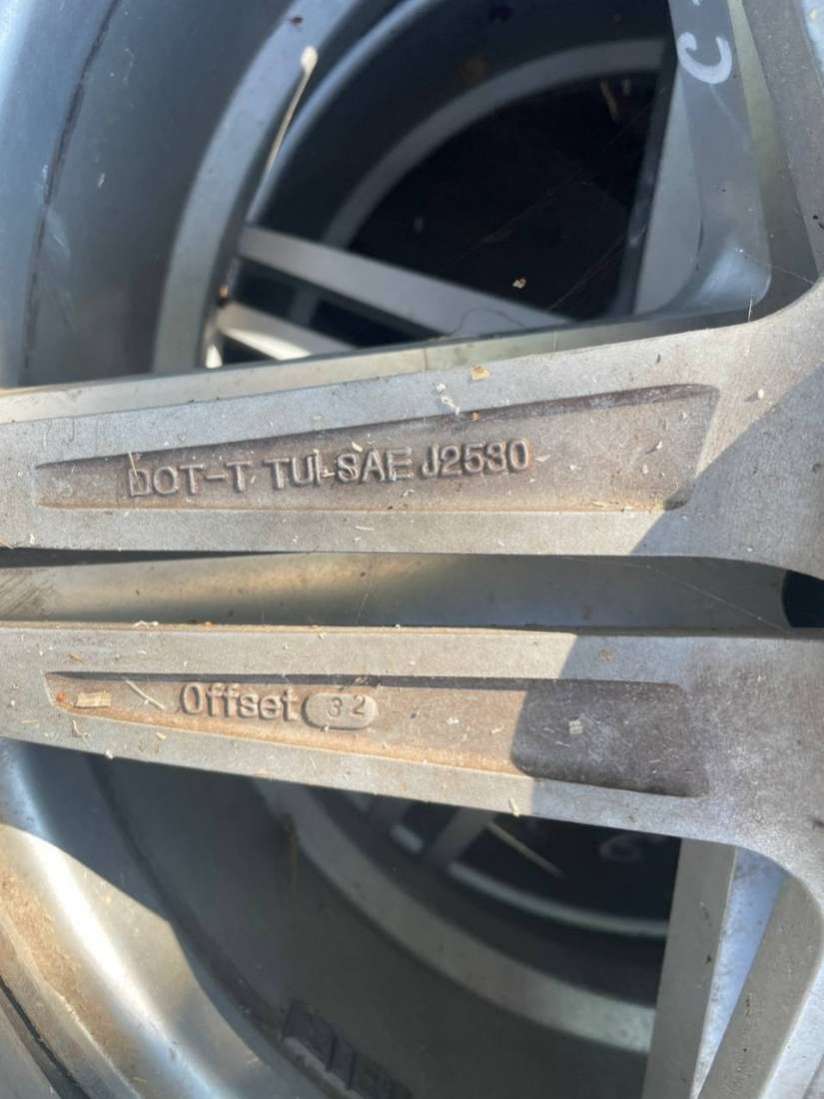 C
DOT-T TUI-SAE J2530
Offset 32